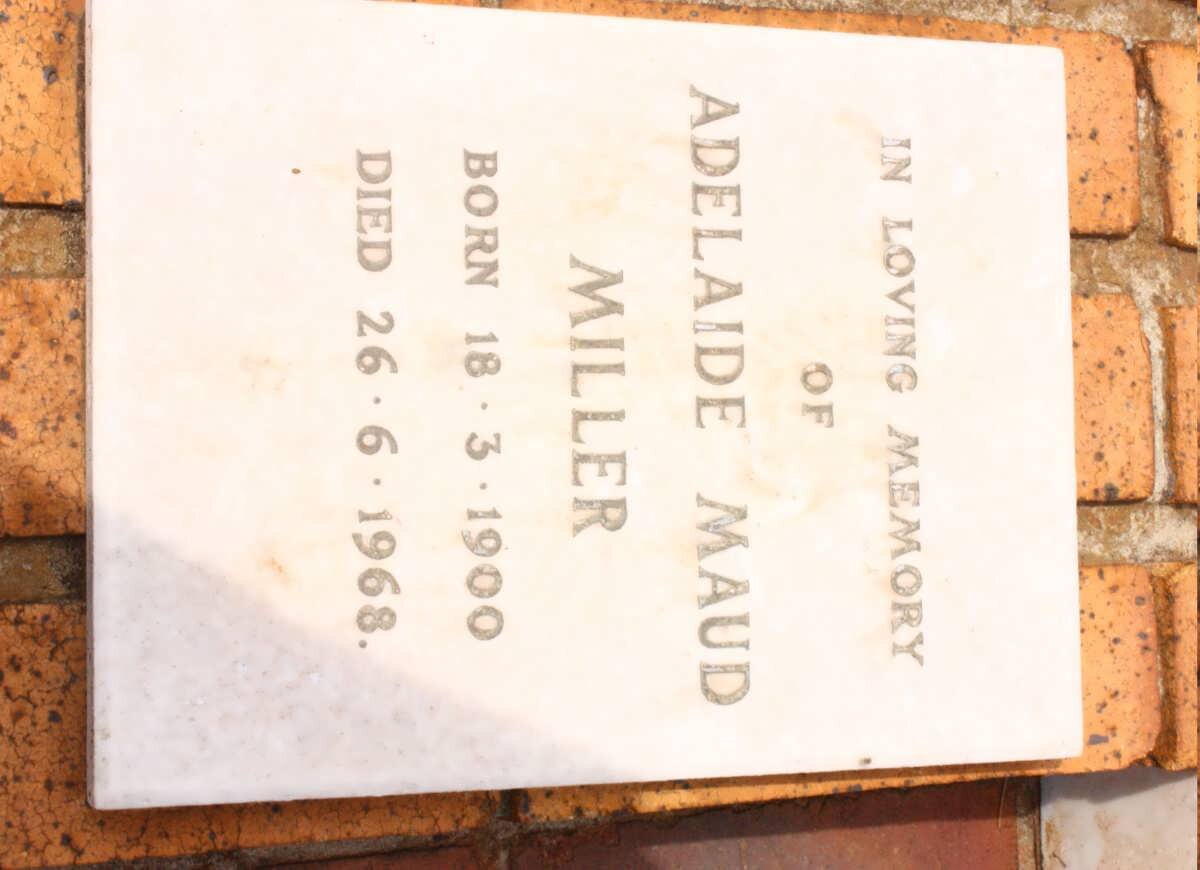 IN LOVING MEMORY
OF
ADELAIDE MAUD
MILLER
BORN 18·3·1900
DIED 26·6·1968.